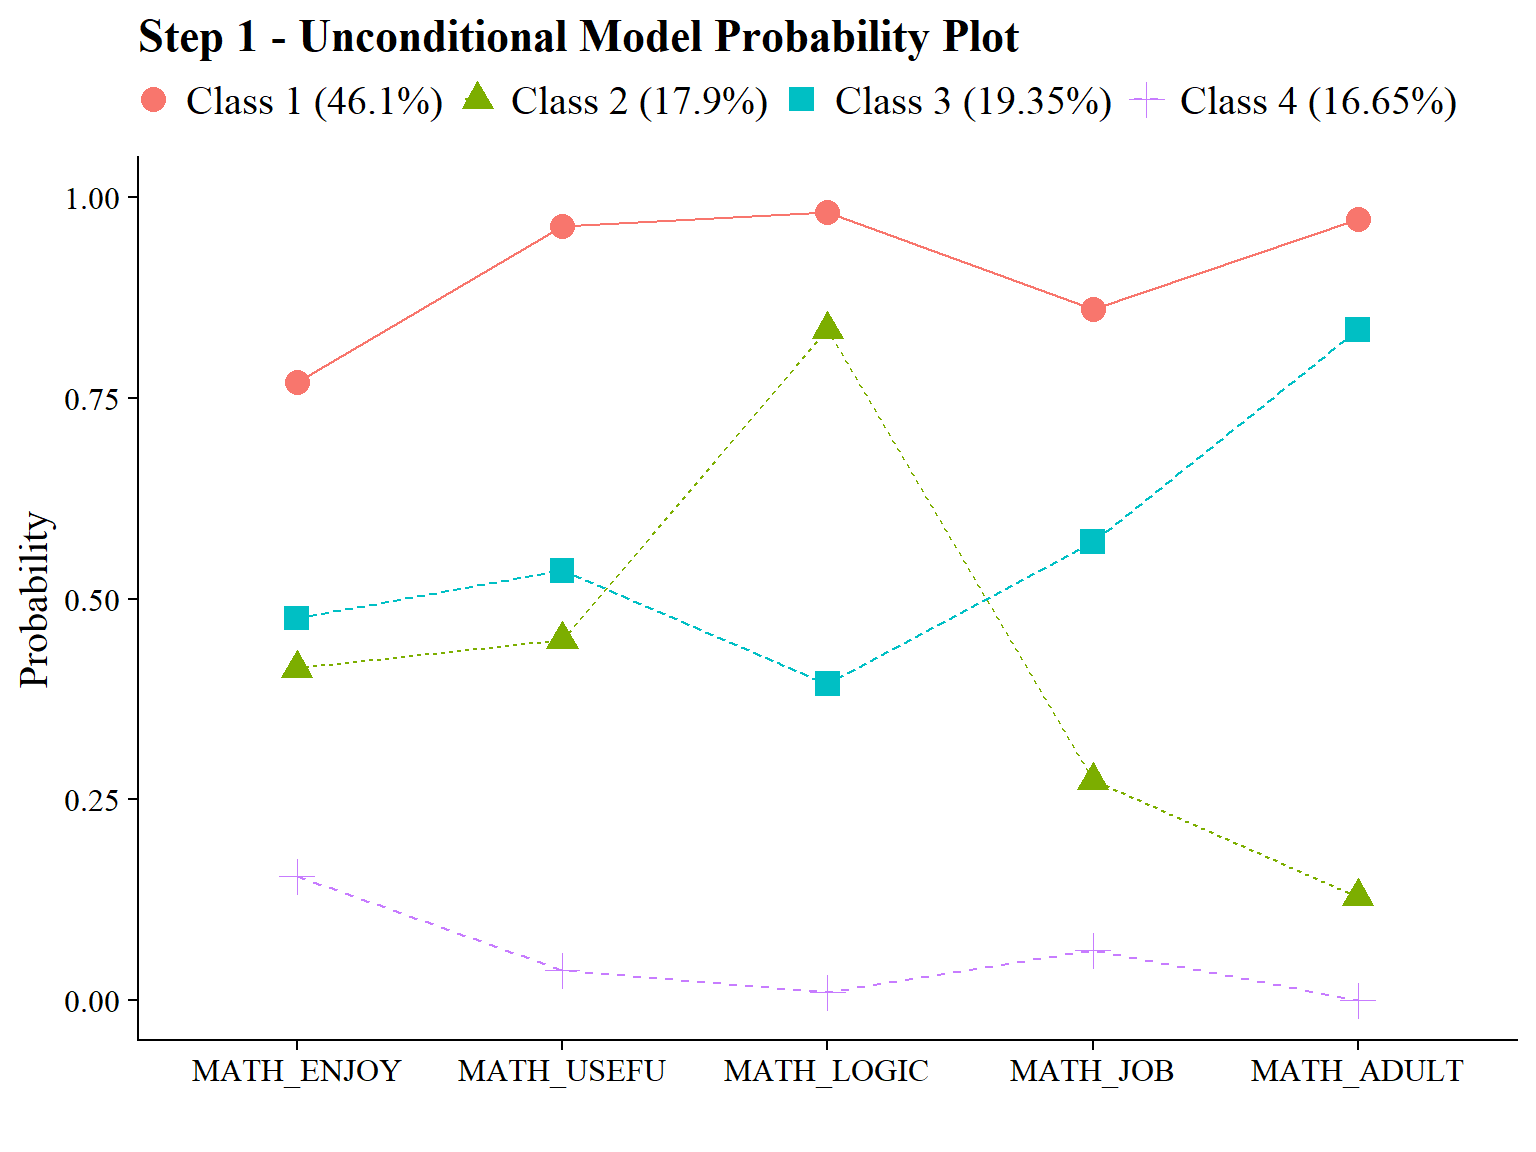 Step 1 - Unconditional Model Probability Plot
Class 1 (46.1%) Class 2 (17.9%) Class 3 (19.35%) Class 4 (16.65%)
Probability
1.00
0.75
0.50
0.25
0.00
MATH_ENJOY MATH_USEFU MATH_LOGIC MATH_JOB MATH_ADULT